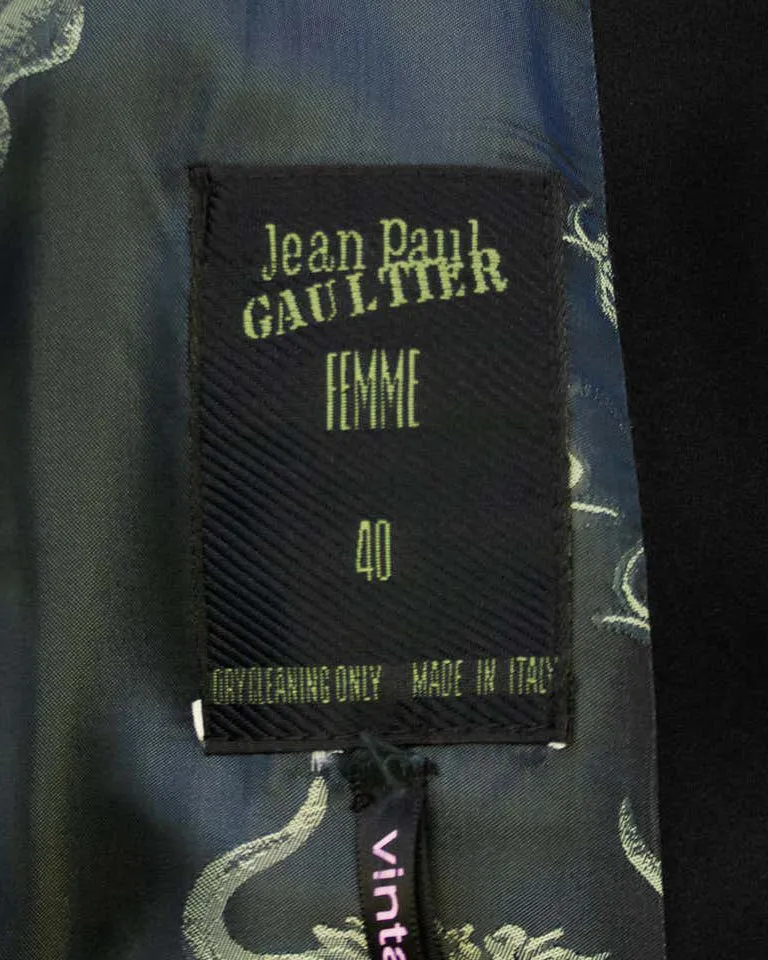 Jean Paul
GAULTIER
FEMME
40
DRYCLEANING ONLY MADE IN ITALY
vinta